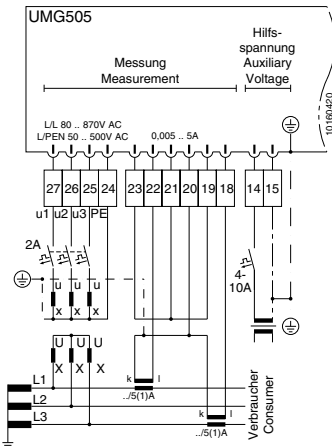 UMG505
Messung
Measurement
Hilfs-
spannung
Auxiliary
Voltage
L/L 80 .. 870V AC
L/PEN 50 .. 500V AC
0,005 .. 5A
10160420
27 26 25 24 23 22 21 20 19 18 14 15
u1 u2 u3 PE
2A
4-
10A
u u u
x x x
U U U
X X X
L1
L2
L3
k l
../5(1)A
k l
../5(1)A
Verbraucher
Consumer